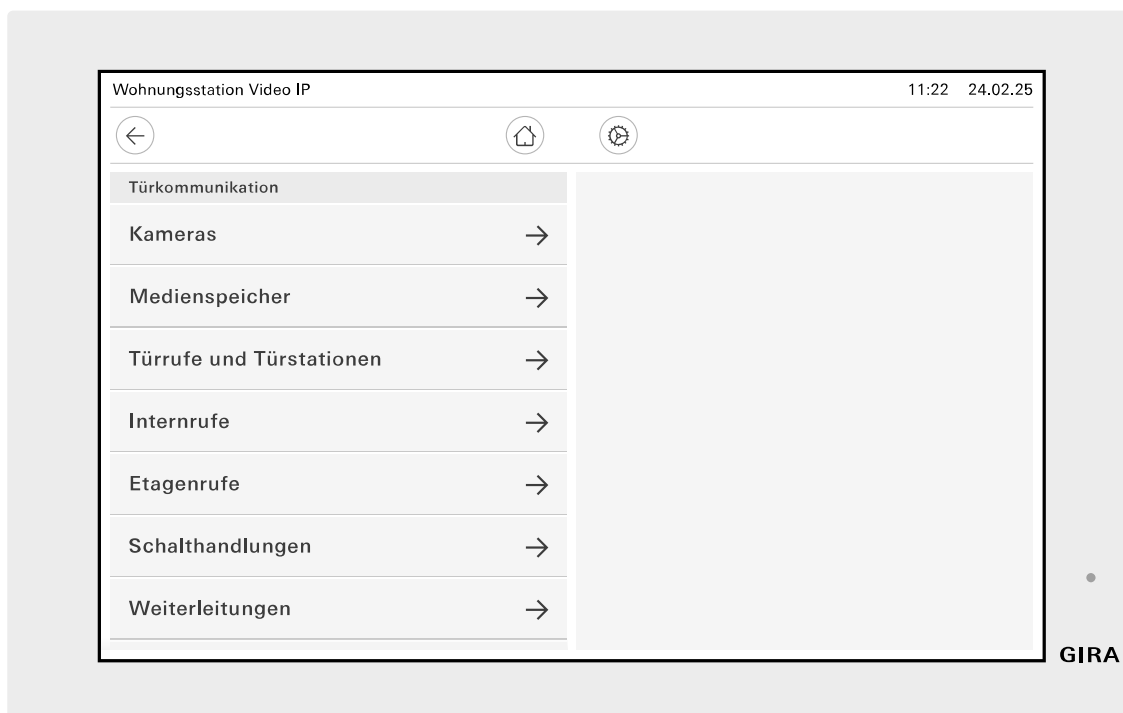 Wohnungsstation Video IP 11:22 24.02.25
Türkommunikation
Kameras
Medienspeicher
Türrufe und Türstationen
Internrufe
Etagenrufe
Schalthandlungen
Weiterleitungen
GIRA